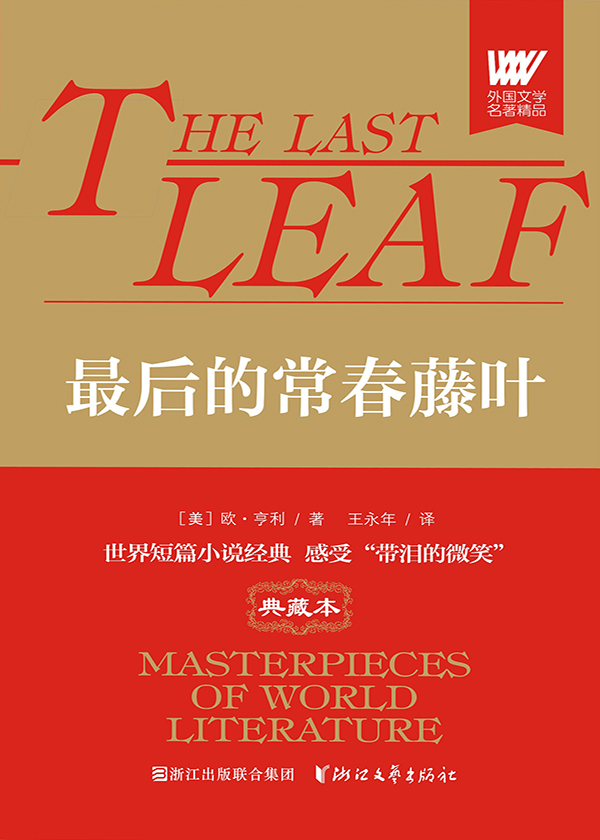 外国文学
名著精品
THE LAST
LEAF
最后的常春藤叶
［美］欧·亨利 / 著 王永年 / 译
世界短篇小说经典 感受“带泪的微笑”
典藏本
MASTERPIECES
OF WORLD
LITERATURE
浙江出版联合集团 浙江文艺出版社